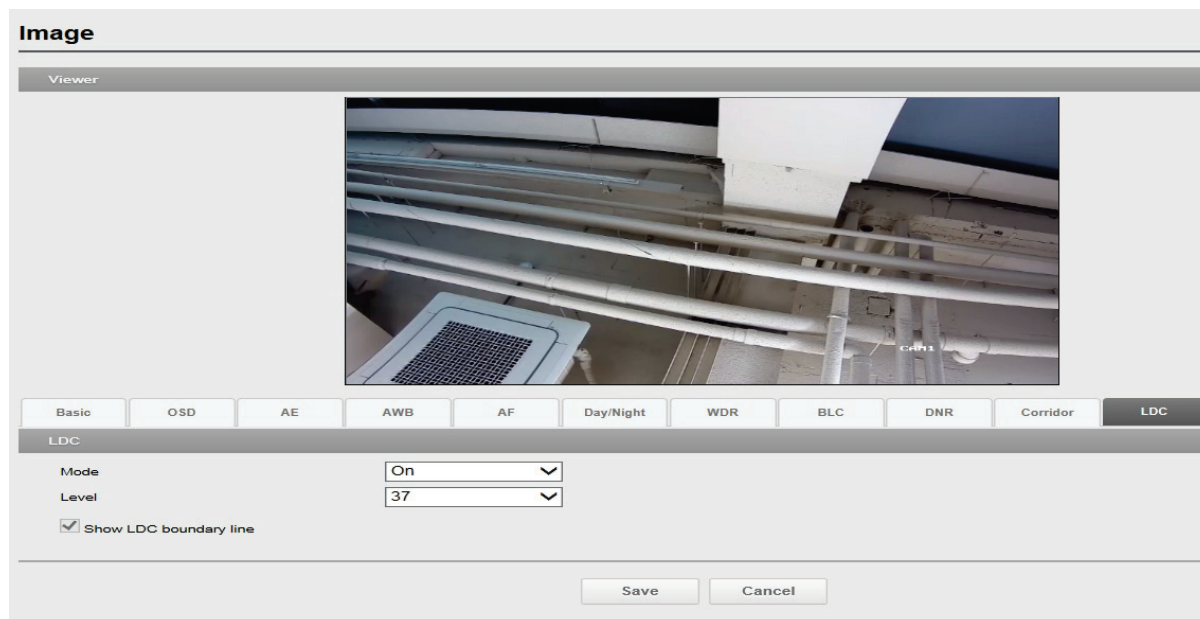 Image
Viewer
CAM1
Basic OSD AE AWB AF Day/Night WDR BLC DNR Corridor LDC
LDC
Mode On
Level 37
Show LDC boundary line
Save Cancel